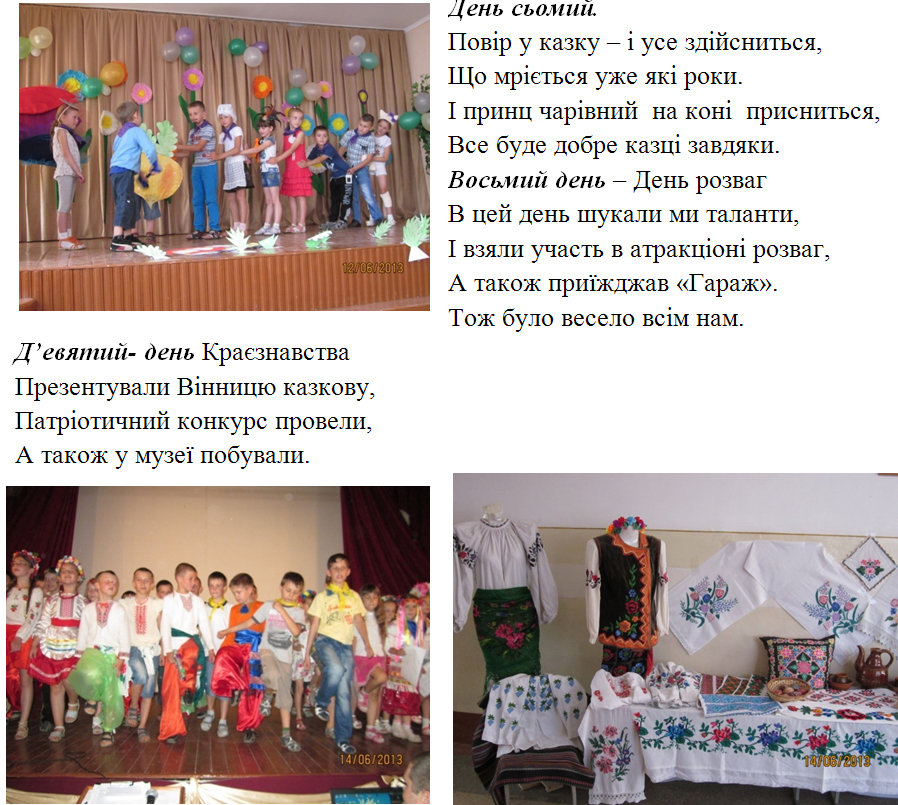 День сьомий.
Повір у казку – і усе здійсниться,
Що мріється уже які роки.
І принц чарівний на коні присниться,
Все буде добре казці завдяки.
Восьмий день – День розваг
В цей день шукали ми таланти,
І взяли участь в атракціоні розваг,
А також приїжджав «Гараж».
Тож було весело всім нам.
12/06/2013
Д’евятий- день Краєзнавства
Презентували Вінницю казкову,
Патріотичний конкурс провели,
А також у музеї побували.
14/06/2013
14/06/2013